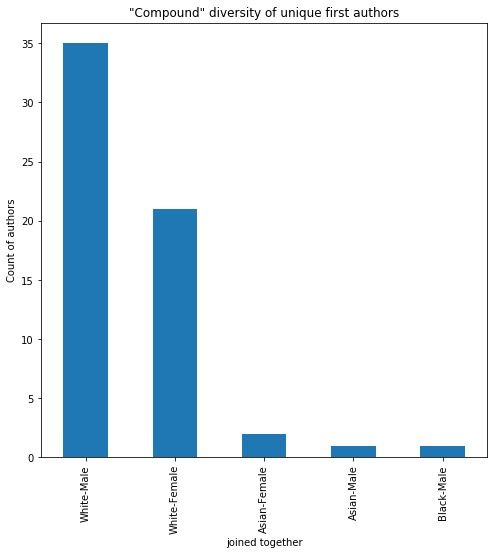 "Compound" diversity of unique first authors
Count of authors
35
30
25
20
15
10
5
0
White-Male
White-Female
Asian-Female
Asian-Male
Black-Male
joined together